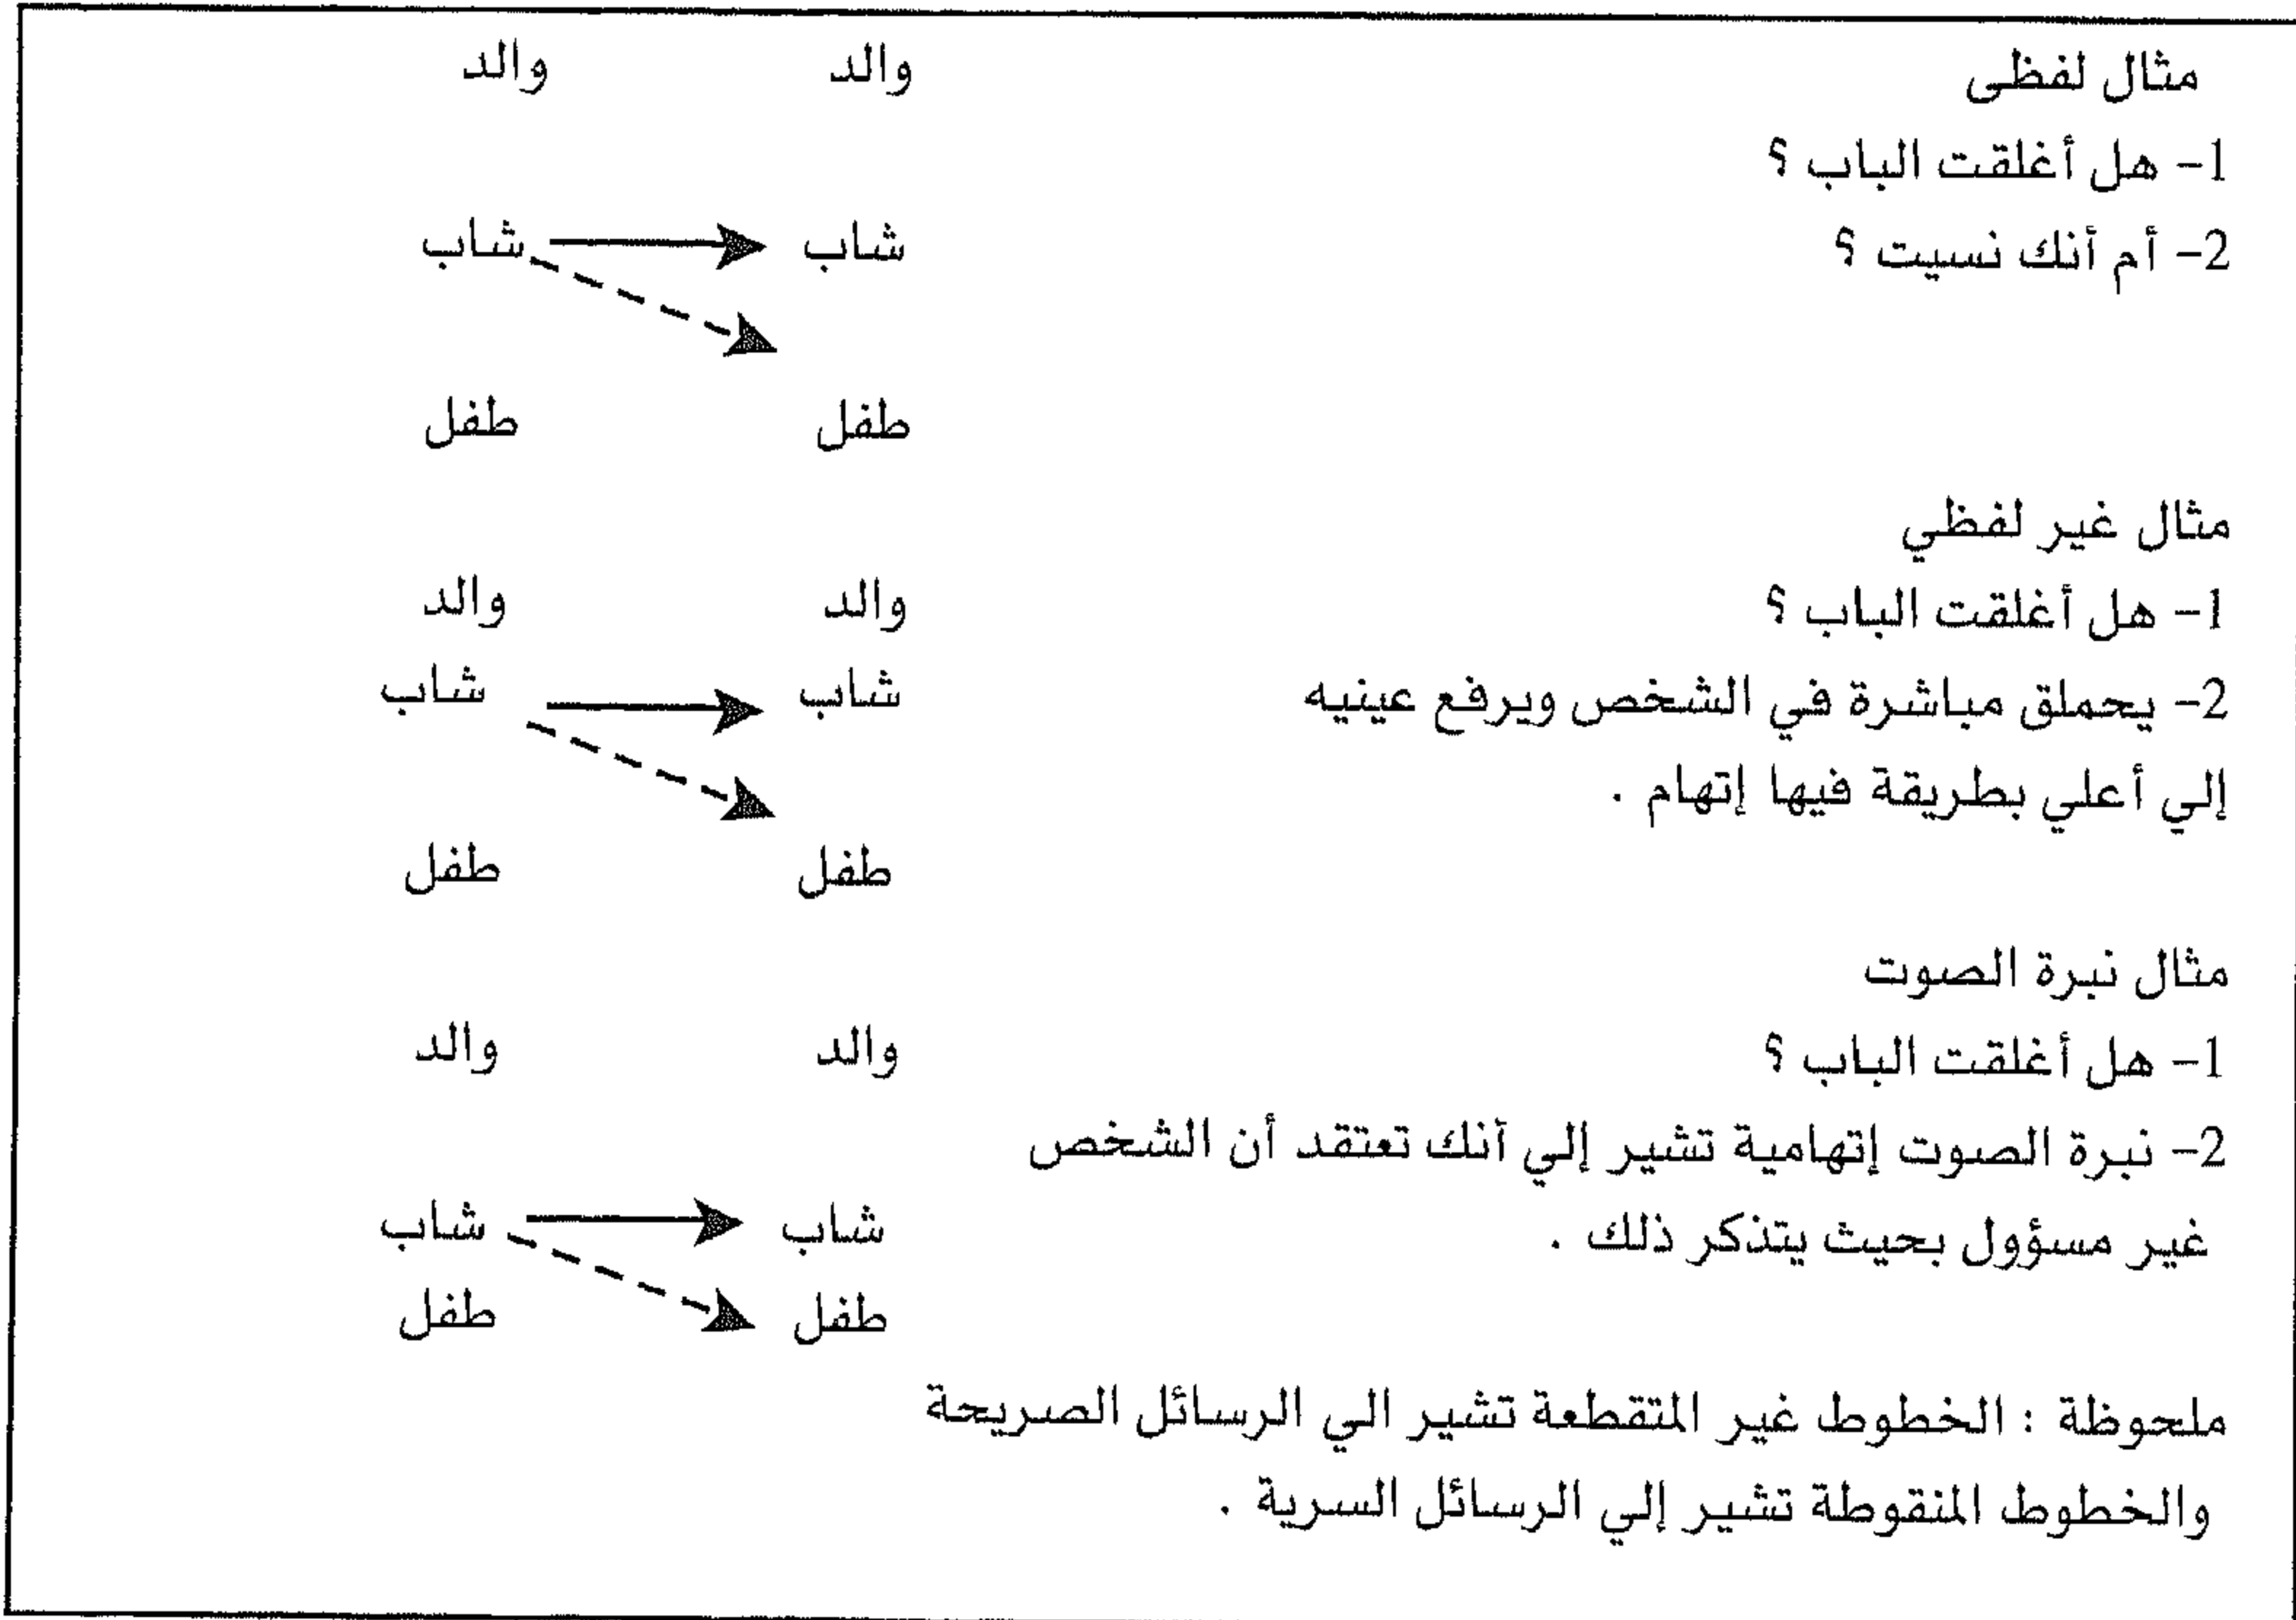 مثال لفظى والد والد
1- هل أغلقت الباب ؟
2- أم أنك نسيت ؟ شاب شاب
طفل طفل
مثال غير لفظي
1- هل أغلقت الباب ؟ والد والد
2- يحملق مباشرة في الشخص ويرفع عينيه شاب شاب
إلي أعلي بطريقة فيها إتهام .
طفل طفل
مثال نبرة الصوت
1- هل أغلقت الباب ؟ والد والد
2- نبرة الصوت إتهامية تشير إلي أنك تعتقد أن الشخص
غير مسؤول بحيث يتذكر ذلك . شاب شاب
طفل طفل
ملحوظة : الخطوط غير المتقطعة تشير الي الرسائل الصريحة
والخطوط المنقوطة تشير إلي الرسائل السرية .